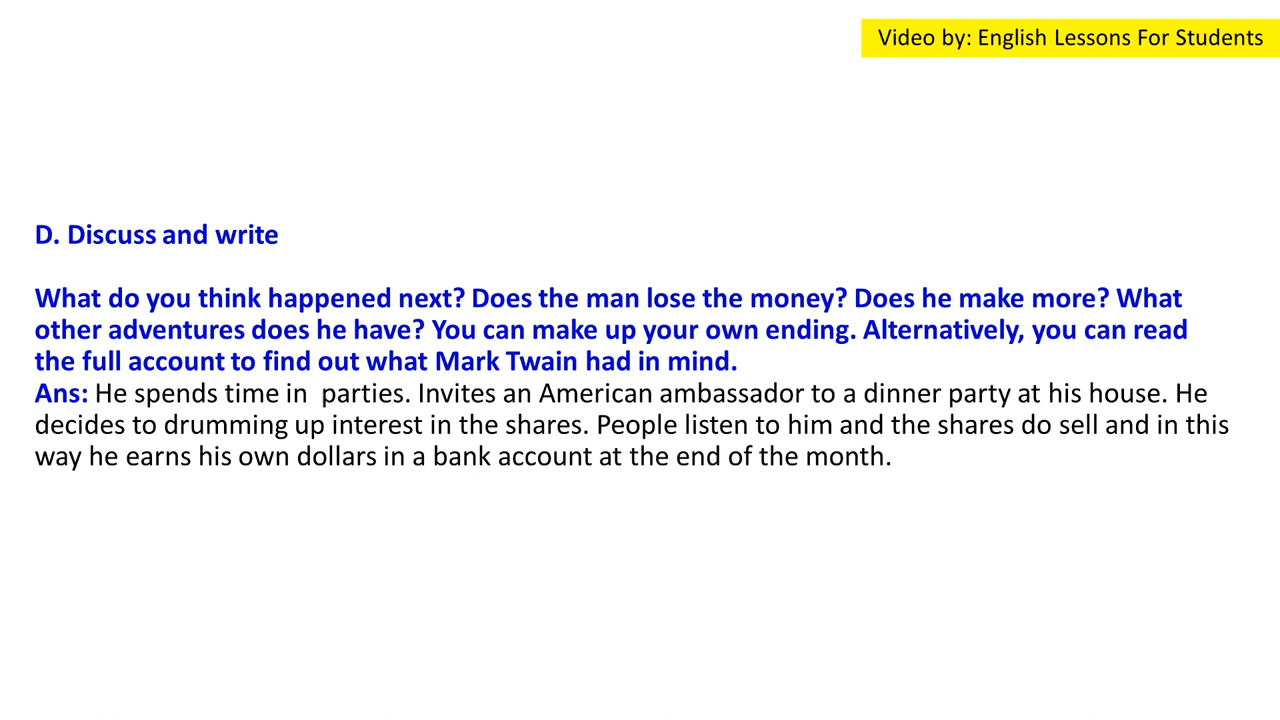 Video by: English Lessons For Students
D. Discuss and write
What do you think happened next? Does the man lose the money? Does he make more? What
other adventures does he have? You can make up your own ending. Alternatively, you can read
the full account to find out what Mark Twain had in mind.
Ans: He spends time in  parties. Invites an American ambassador to a dinner party at his house. He
decides to drumming up interest in the shares. People listen to him and the shares do sell and in this
way he earns his own dollars in a bank account at the end of the month.